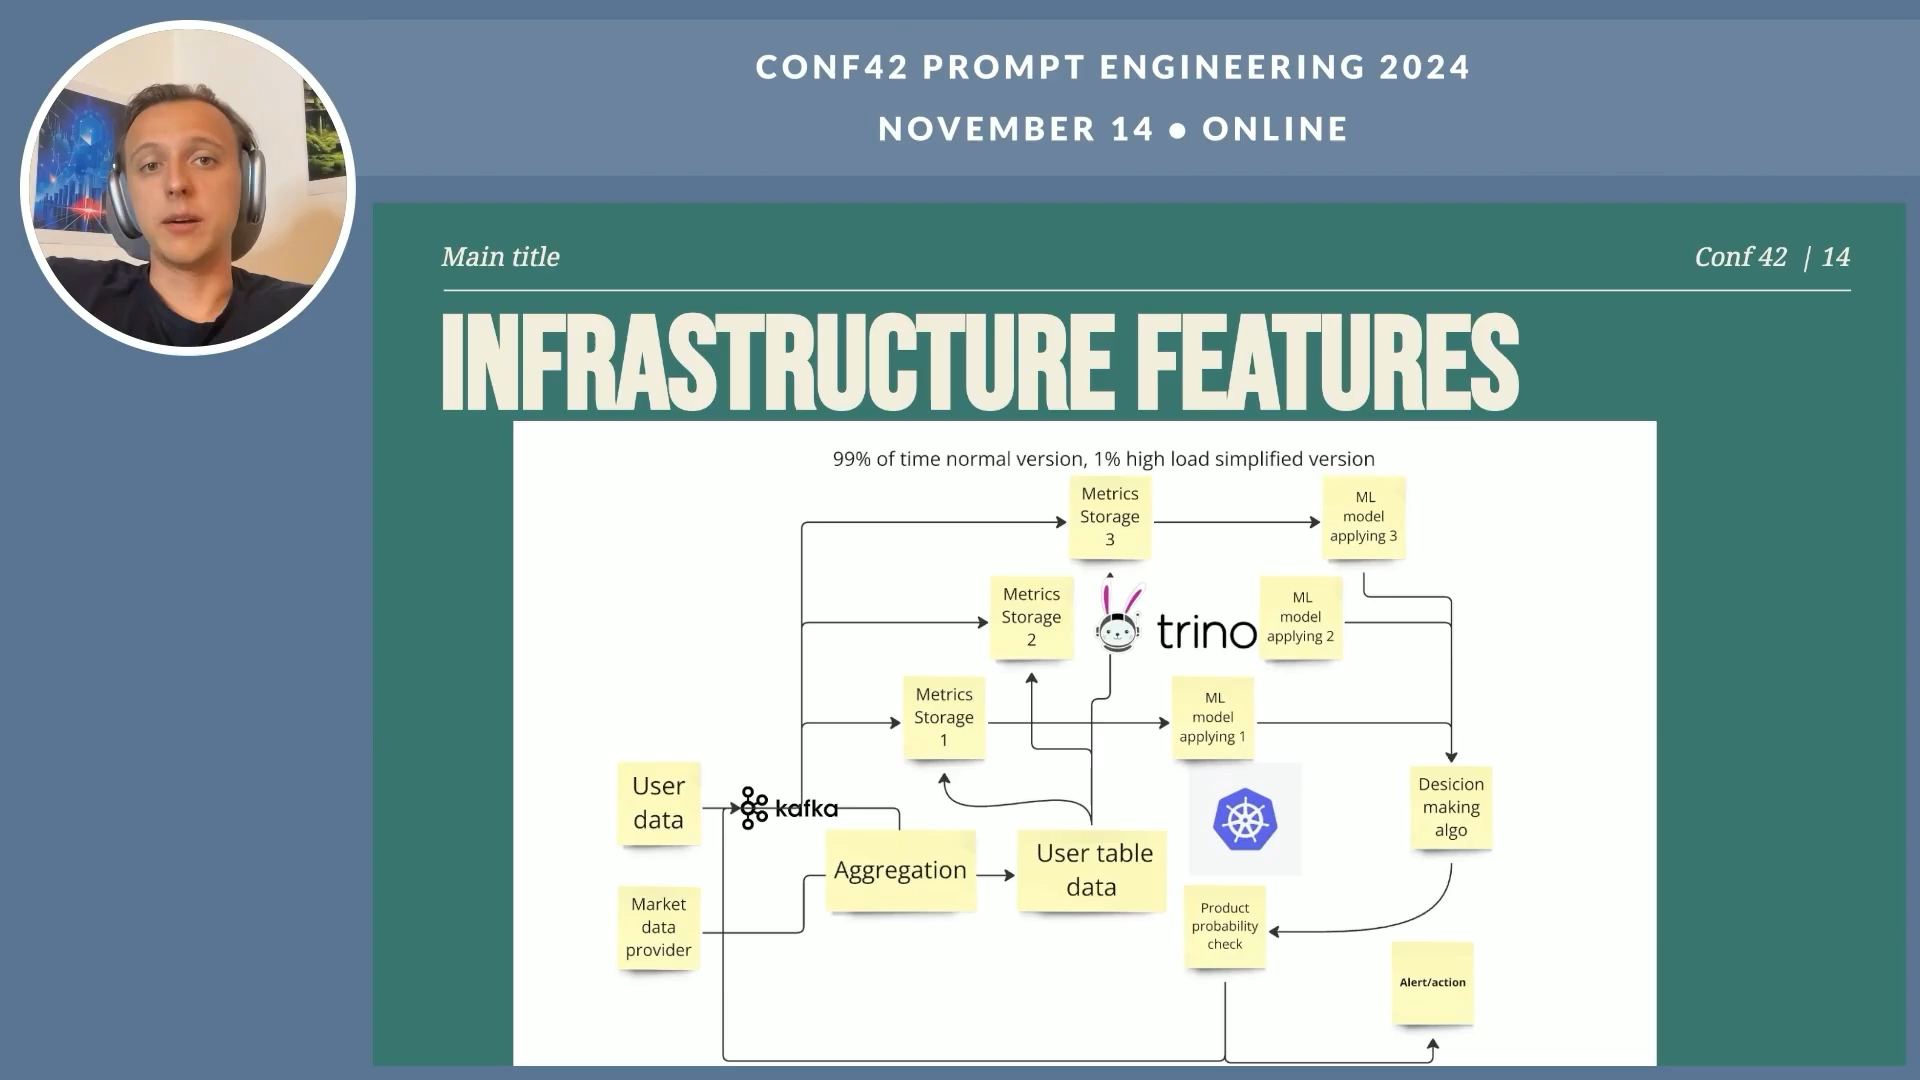 CONF42 PROMPT ENGINEERING 2024
NOVEMBER 14 ● ONLINE
Main title
Conf 42 | 14
INFRASTRUCTURE FEATURES
99% of time normal version, 1% high load simplified version
Metrics
Storage
3
ML
model
applying 3
Metrics
Storage
2
trino
ML
model
applying 2
Metrics
Storage
1
ML
model
applying 1
User
data
kafka
Desicion
making
algo
Aggregation
User table
data
Market
data
provider
Product
probability
check
Alert/action